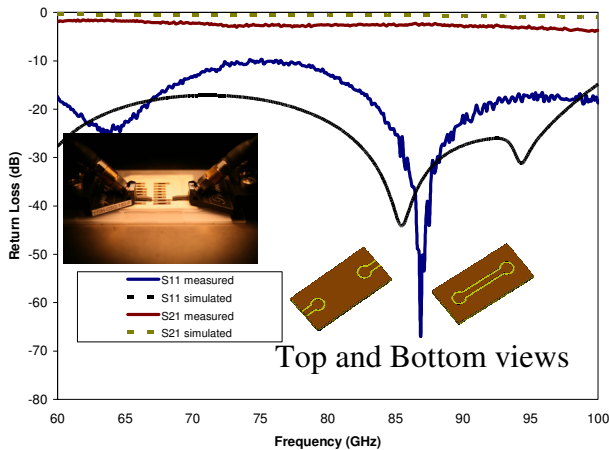 0
-10
-20
-30
-40
-50
-60
-70
-80
Return Loss (dB)
S11 measured
S11 simulated
S21 measured
S21 simulated
Top and Bottom views
60 65 70 75 80 85 90 95 100
Frequency (GHz)